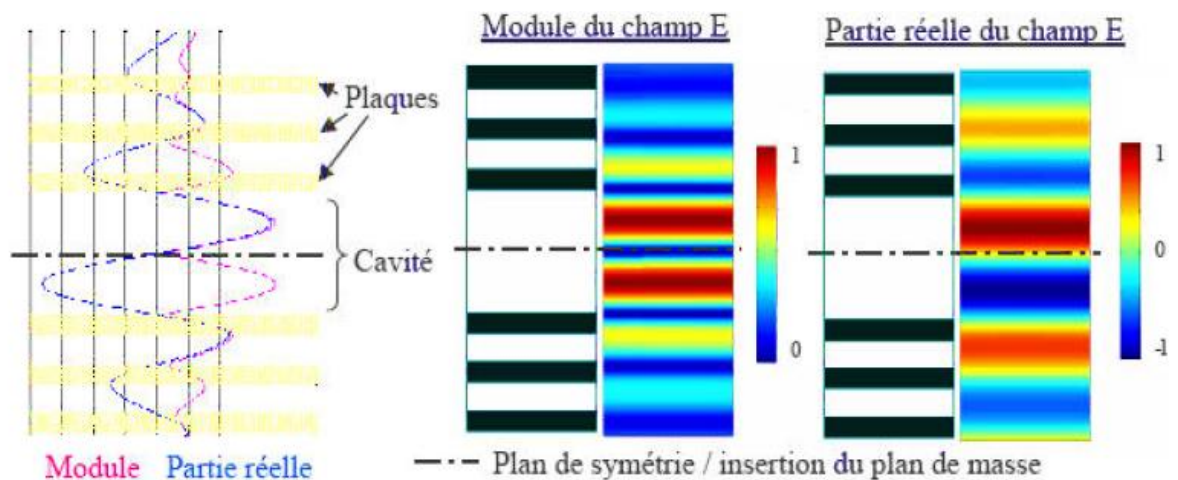 Module du champ E
Partie réelle du champ E
Plaques
Cavité
1
0
1
0
-1
Module Partie réelle
Plan de symétrie / insertion du plan de masse